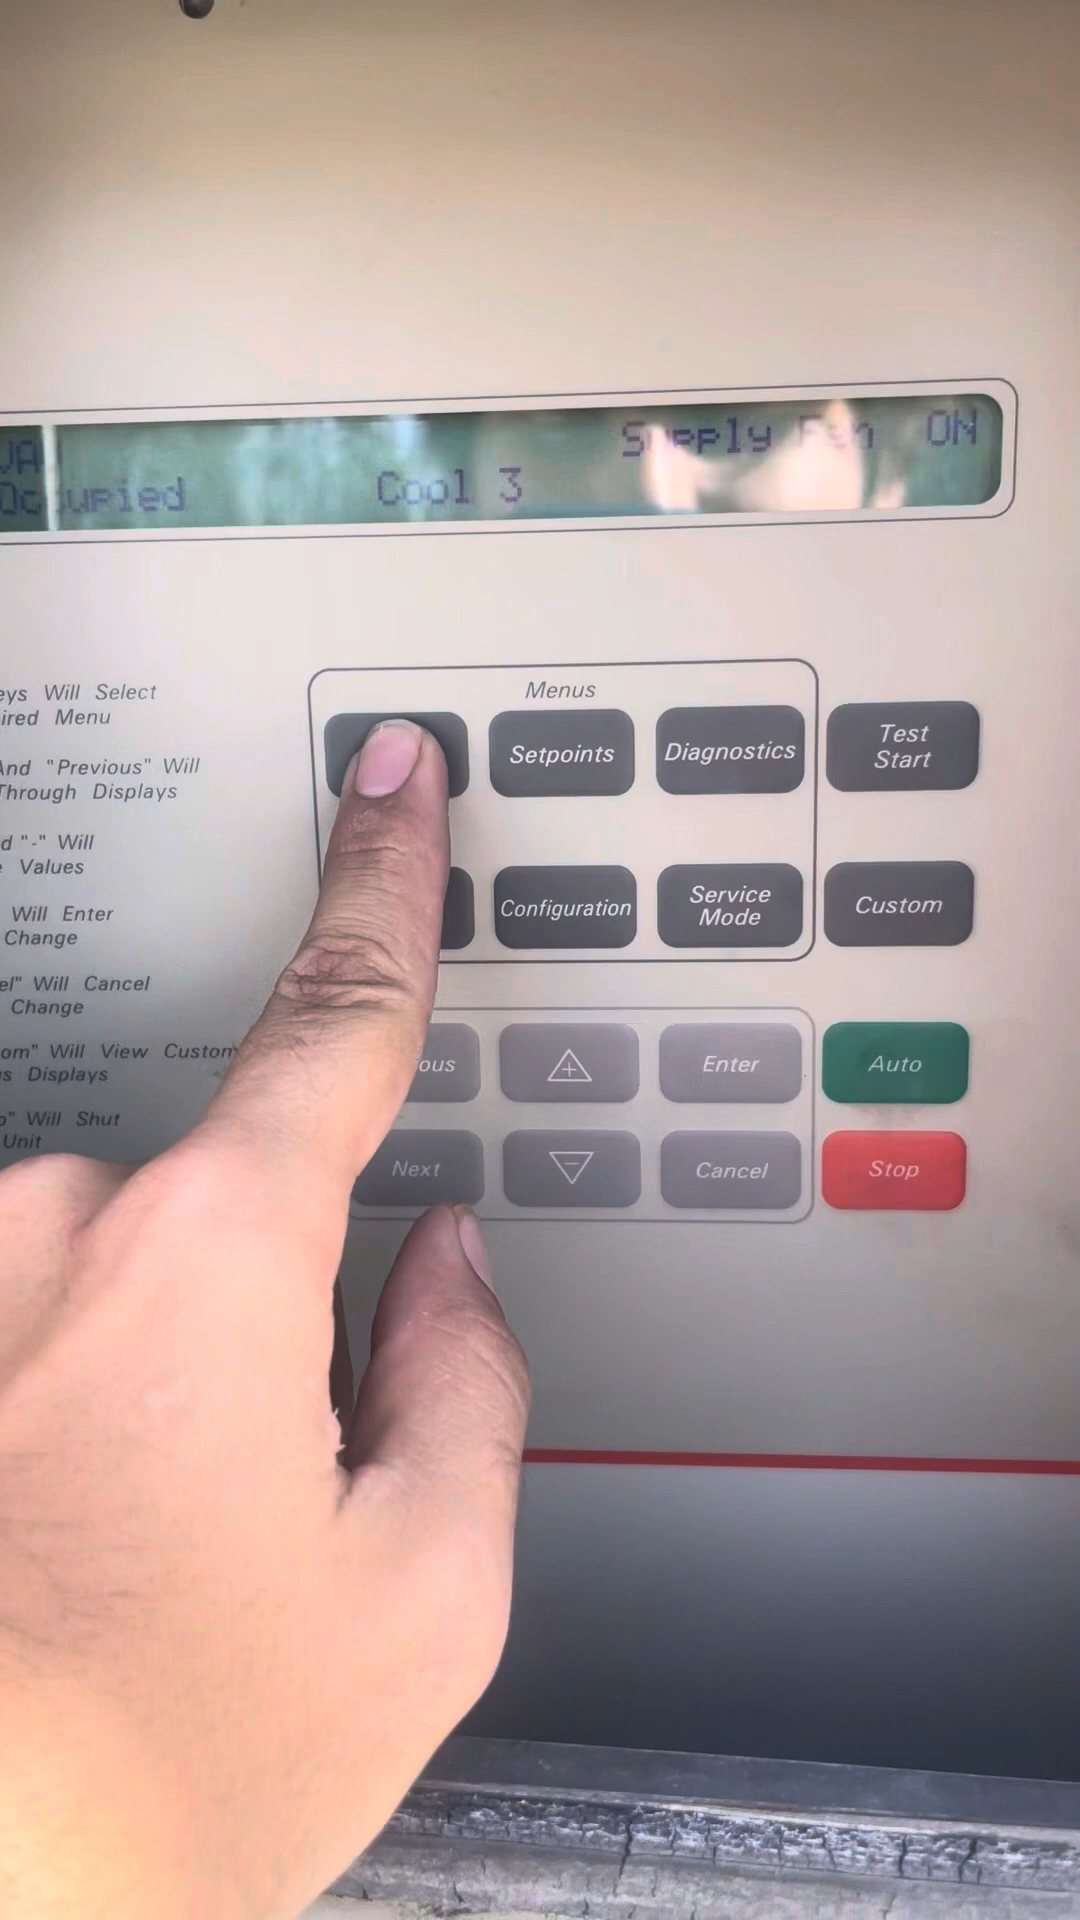 Supply Fan ON
Occupied Cool 3
Will Select
Menu
Menus
Setpoints
Diagnostics
Test
Start
And "Previous" Will
Through Displays
"-" Will
Values
Will Enter
Change
Configuration
Service
Mode
Custom
Will Cancel
Change
Will View Custom
Displays
Will Shut
Unit
Enter
Auto
Next
Cancel
Stop
+
-